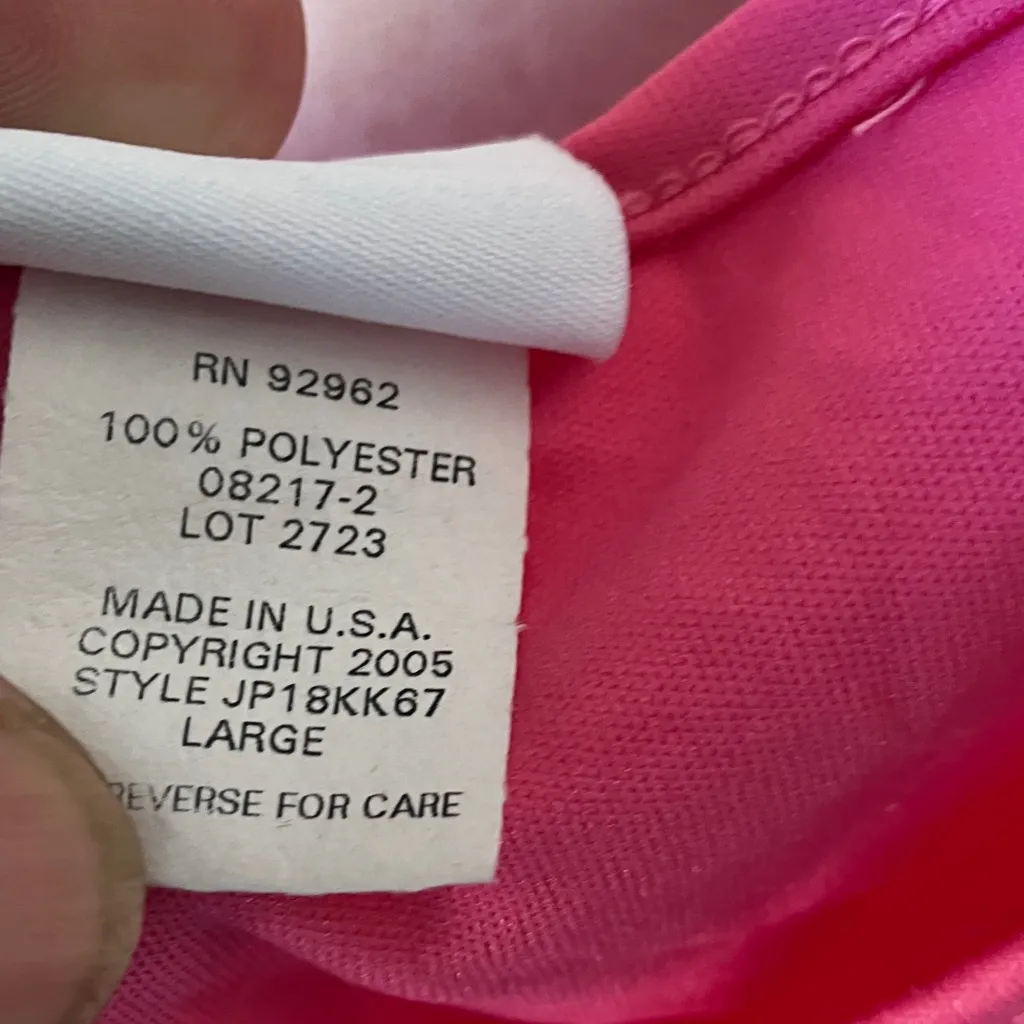 RN 92962
100% POLYESTER
08217-2
LOT 2723
MADE IN U.S.A.
COPYRIGHT 2005
STYLE JP18KK67
LARGE
REVERSE FOR CARE